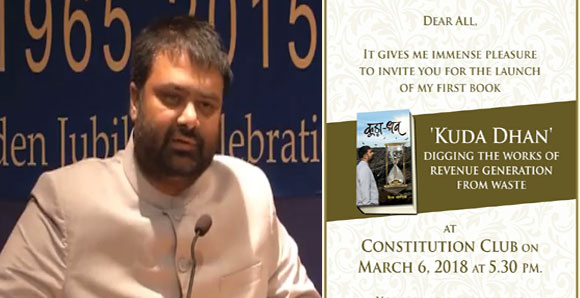 1965-2015
den Jubil Celebrati
DEAR ALL,
IT GIVES ME IMMENSE PLEASURE
TO INVITE YOU FOR THE LAUNCH
OF MY FIRST BOOK
कूड़ा-धन
'KUDA DHAN'
DIGGING THE WORKS OF
REVENUE GENERATION
FROM WASTE
AT
CONSTITUTION CLUB ON
MARCH 6, 2018 AT 5.30 PM.